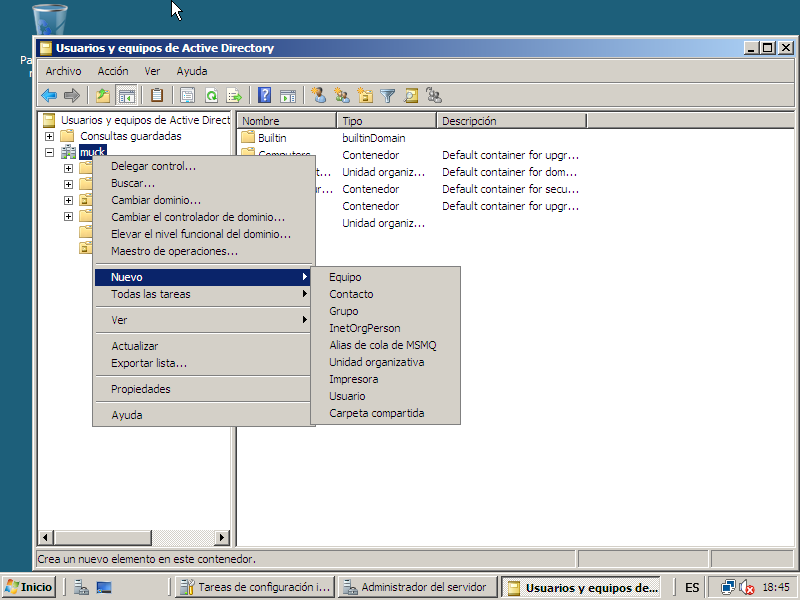 Usuarios y equipos de Active Directory
Archivo Acción Ver Ayuda
Usuarios y equipos de Active Direct
Consultas guardadas
muck
Nombre Tipo Descripción
Builtin builtinDomain
Computers Contenedor Default container for upgr...
t... Unidad organiz... Default container for dom...
ur... Contenedor Default container for secu...
Contenedor Default container for upgr...
Unidad organiz...
Delegar control...
Buscar...
Cambiar dominio...
Cambiar el controlador de dominio...
Elevar el nivel funcional del dominio...
Maestro de operaciones...
Nuevo
Todas las tareas
Ver
Actualizar
Exportar lista...
Propiedades
Ayuda
Equipo
Contacto
Grupo
InetOrgPerson
Alias de cola de MSMQ
Unidad organizativa
Impresora
Usuario
Carpeta compartida
Crea un nuevo elemento en este contenedor.
Inicio Tareas de configuración i... Administrador del servidor Usuarios y equipos de... ES 18:45